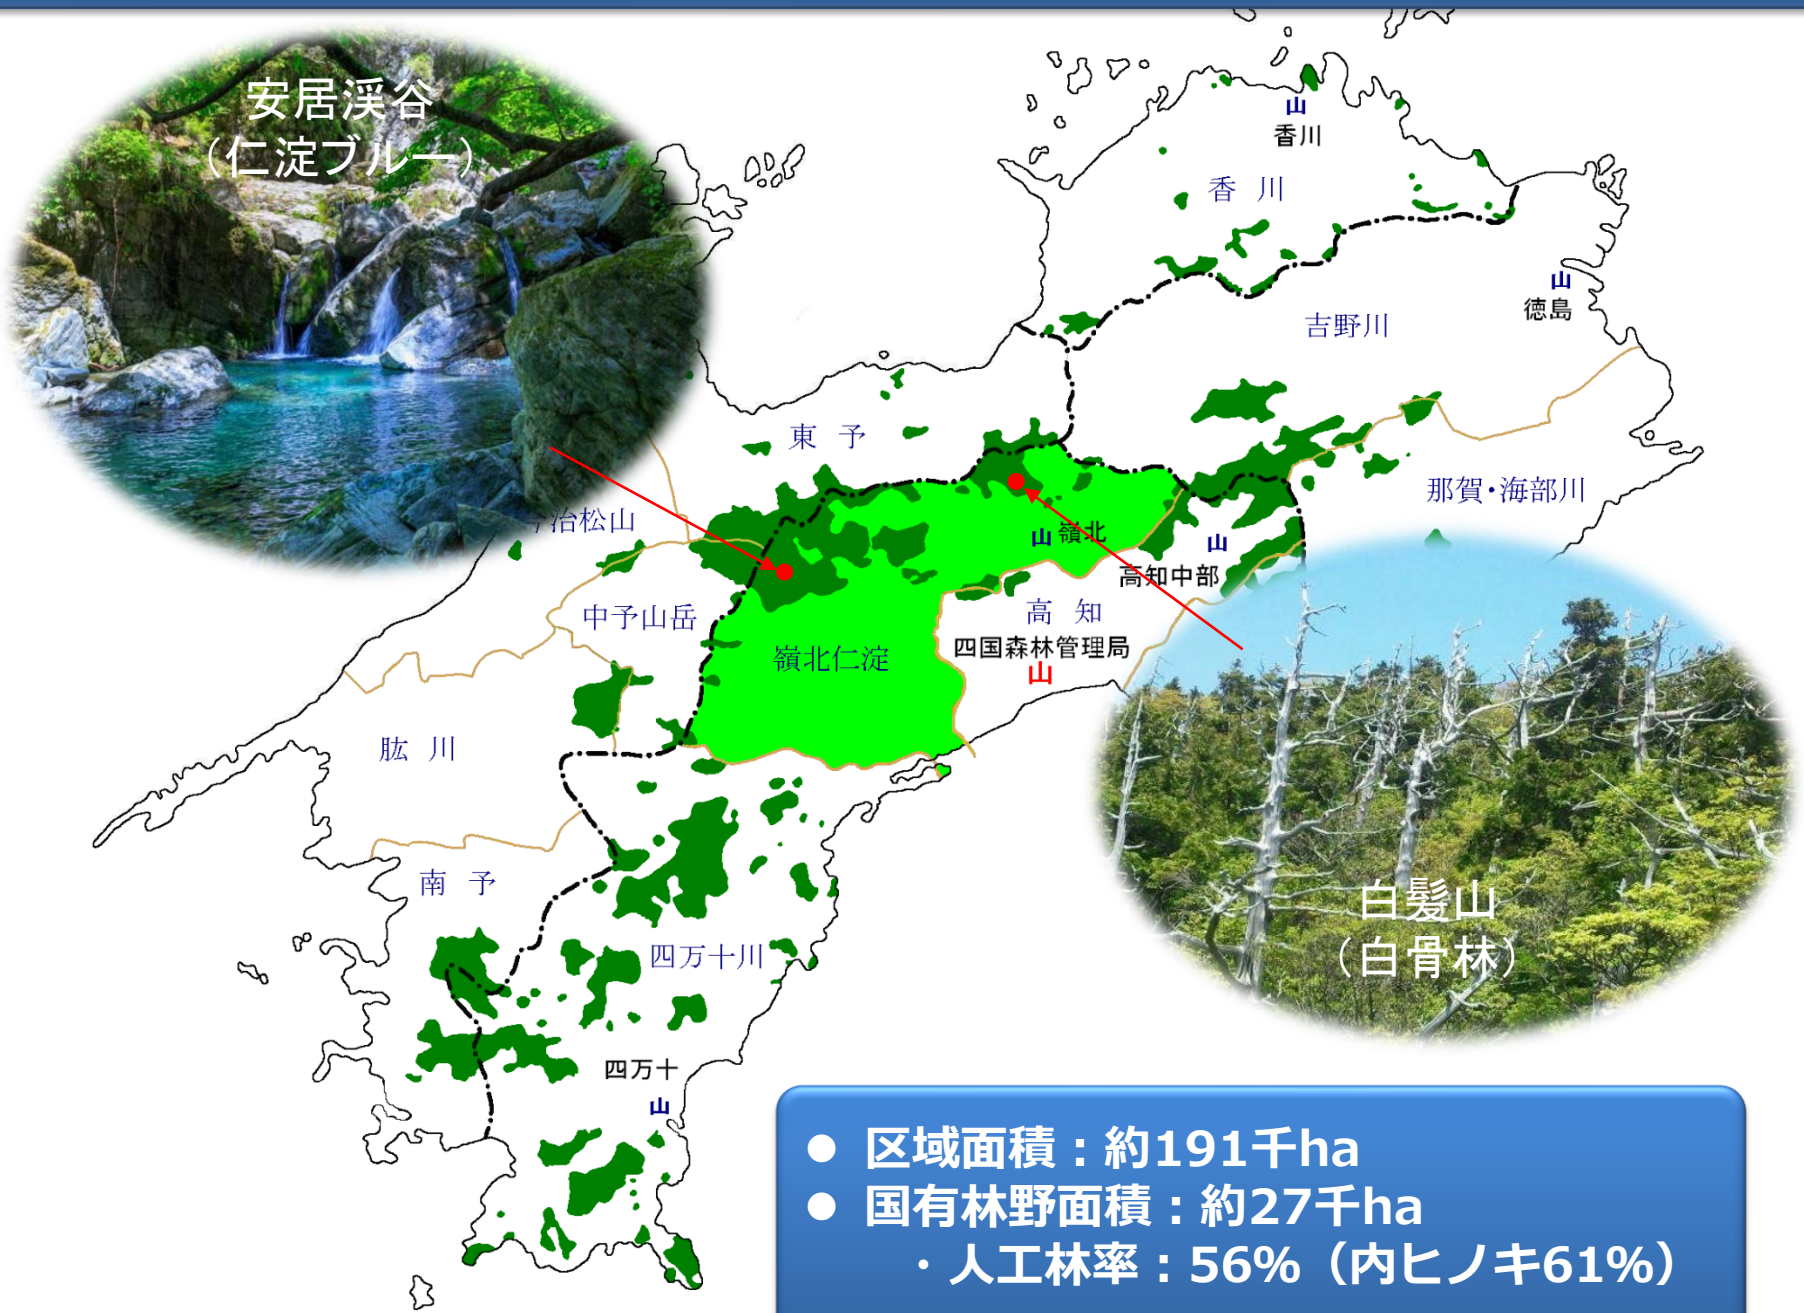 安居渓谷
（仁淀ブルー）
山
香川
香 川
山
徳島
吉野川
東 予
那賀・海部川
治松山
山 嶺北
山
高知中部
中予山岳
高 知
四国森林管理局
山
嶺北仁淀
肱 川
南 予
白髪山
（白骨林）
四万十川
四万十
山
● 区域面積：約191千ha
● 国有林野面積：約27千ha
・人工林率：56%（内ヒノキ61%）